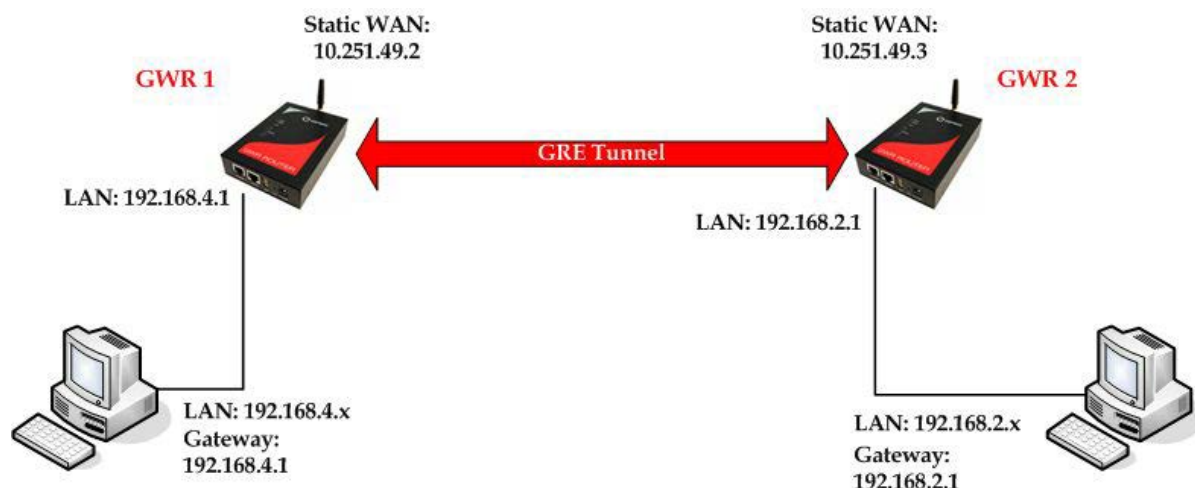 Static WAN:
10.251.49.2
Static WAN:
10.251.49.3
GWR 1
GWR 2
GRE Tunnel
LAN: 192.168.4.1
LAN: 192.168.2.1
LAN: 192.168.4.x
Gateway:
192.168.4.1
LAN: 192.168.2.x
Gateway:
192.168.2.1